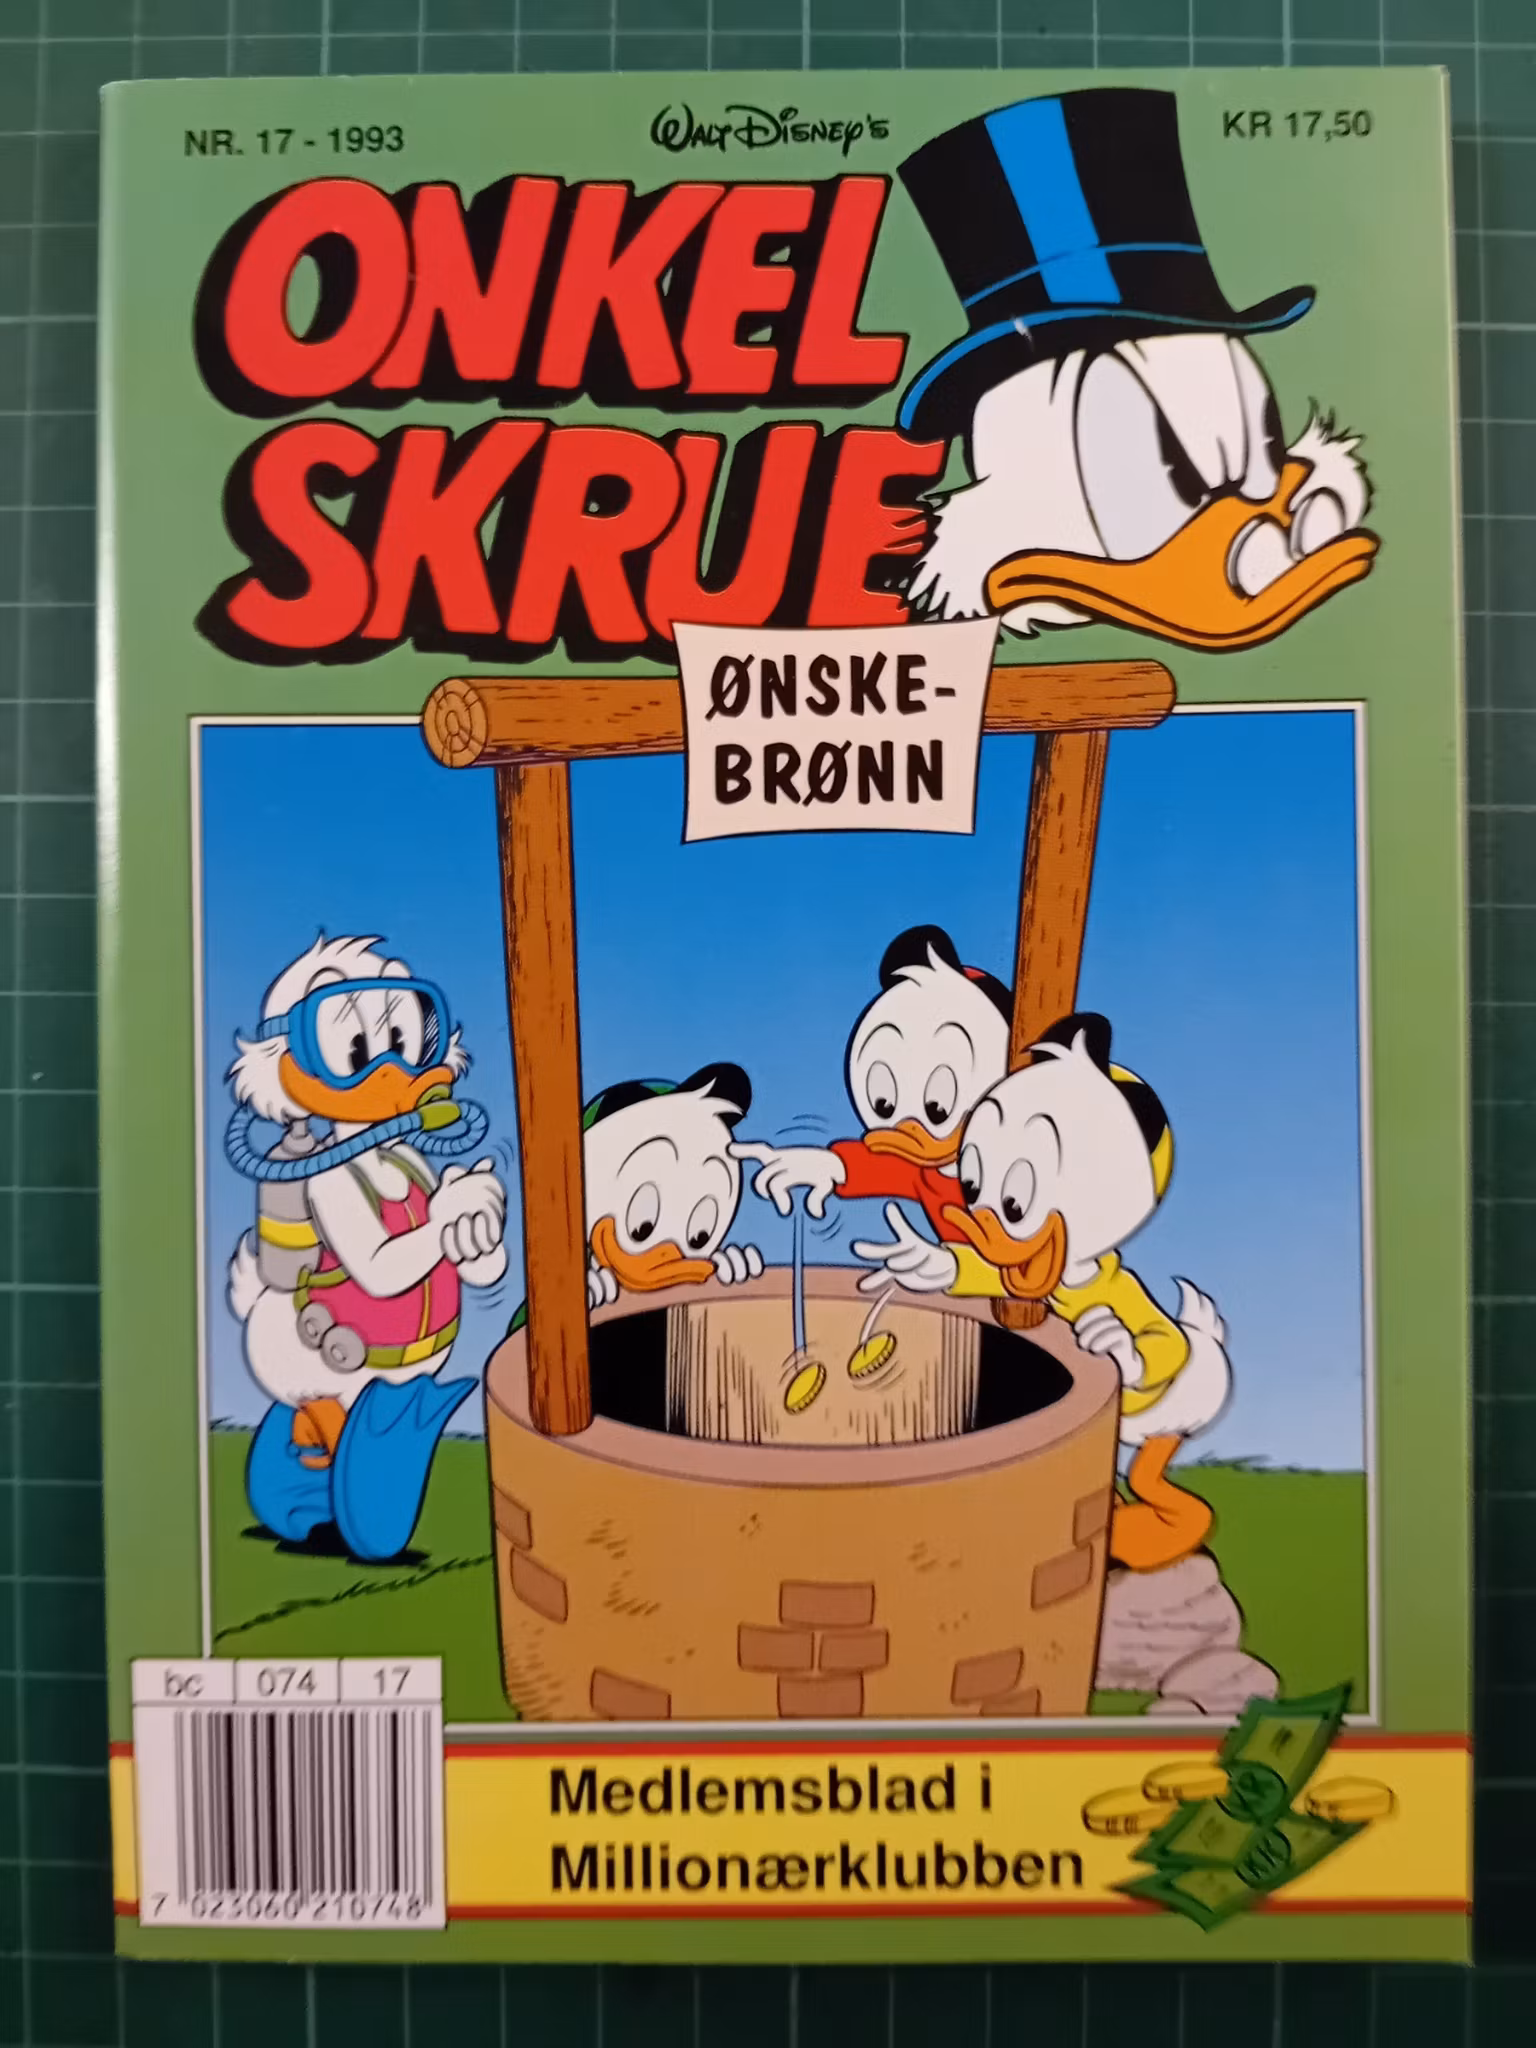 NR. 17 - 1993
WALT DISNEY'S
KR 17,50
ONKEL
SKRUE
ØNSKE-
BRØNN
bc 074 17
Medlemsblad i
Millionærklubben
7 023060 210748